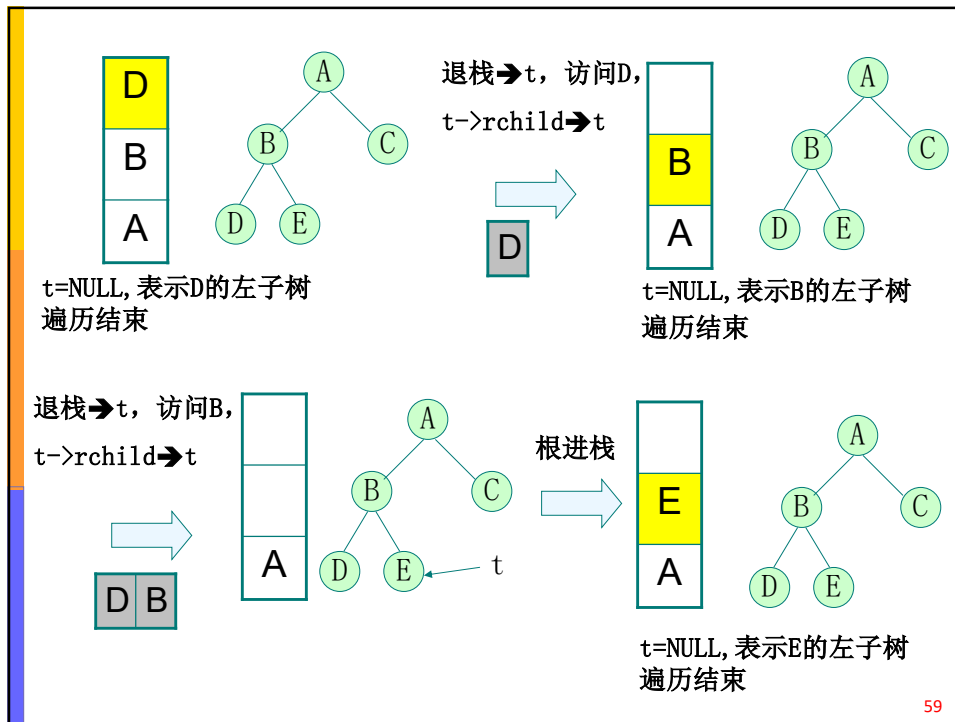 D
B
A
A
B
C
D
E
t=NULL,表示D的左子树
遍历结束
退栈➔t，访问D，
t->rchild➔t
D
B
A
A
B
C
D
E
t=NULL,表示B的左子树
遍历结束
退栈➔t，访问B，
t->rchild➔t
D B
A
A
B
C
D
E
t
根进栈
E
A
A
B
C
D
E
t=NULL,表示E的左子树
遍历结束
59